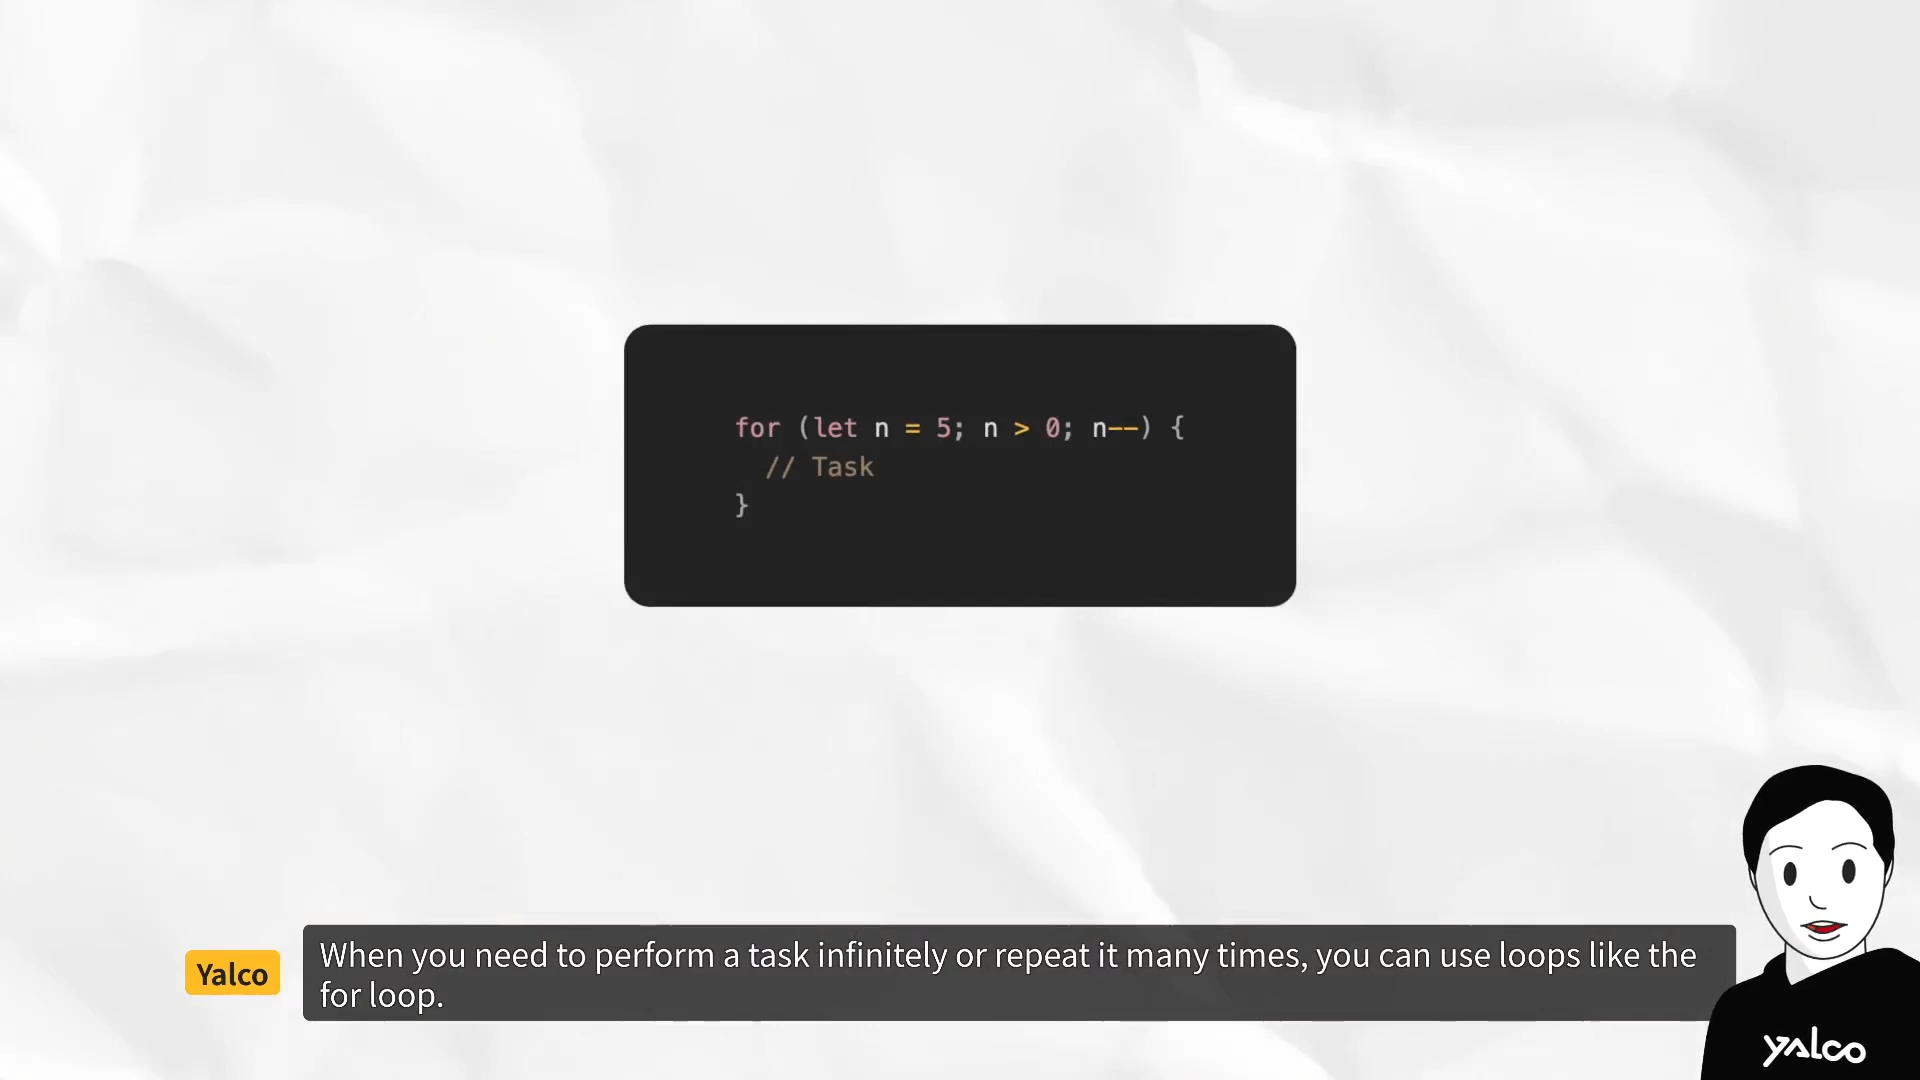 for (let n = 5; n > 0; n--) {
// Task
}
Yalco
When you need to perform a task infinitely or repeat it many times, you can use loops like the
for loop.
yalco